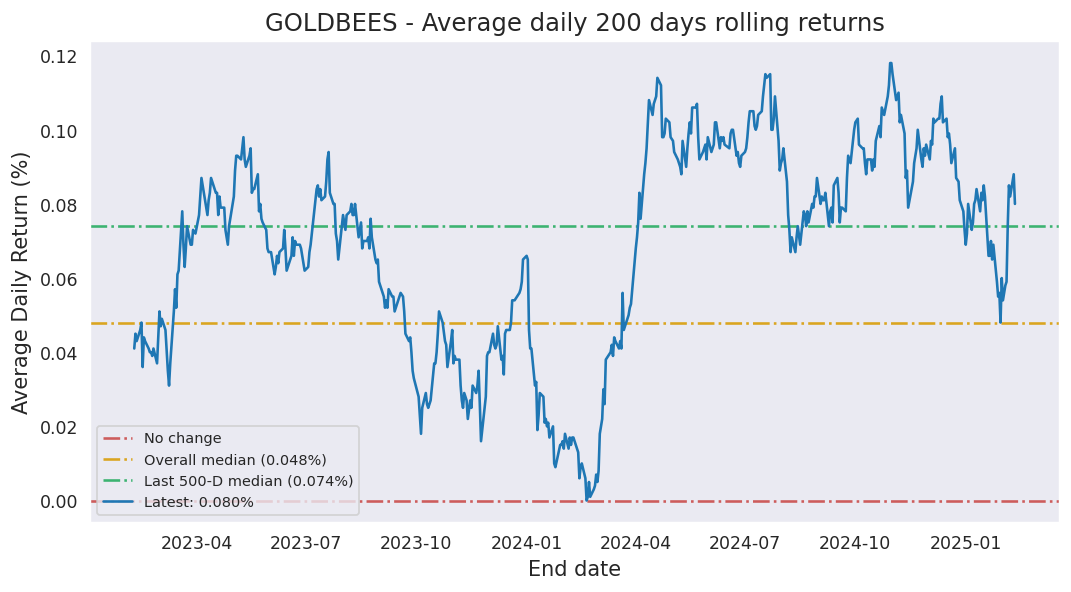 GOLDBEES - Average daily 200 days rolling returns
Average Daily Return (%)
0.12
0.10
0.08
0.06
0.04
0.02
0.00
No change
Overall median (0.048%)
Last 500-D median (0.074%)
Latest: 0.080%
2023-04 2023-07 2023-10 2024-01 2024-04 2024-07 2024-10 2025-01
End date